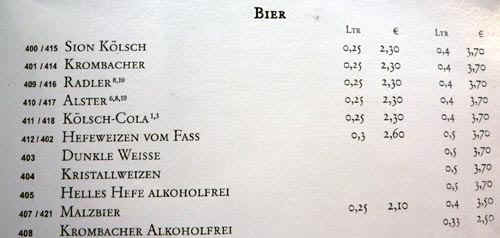 BIER
LTR € LTR €
400 / 415 SION KÖLSCH 0,25 2,30 0,4 3,70
401 / 414 KROMBACHER 0,25 2,30 0,4 3,70
409 / 416 RADLER 8,10 0,25 2,30 0,4 3,70
410 / 417 ALSTER 6,8,10 0,25 2,30 0,4 3,70
411 / 418 KÖLSCH-COLA 1,3 0,25 2,30 0,4 3,70
412 / 402 HEFEWEIZEN VOM FASS 0,3 2,60 0,5 3,70
403 DUNKLE WEISSE 0,5 3,70
404 KRISTALLWEIZEN 0,5 3,70
405 HELLES HEFE ALKOHOLFREI 0,5 3,70
407 / 421 MALZBIER 0,25 2,10 0,4 3,50
408 KROMBACHER ALKOHOLFREI 0,33 2,50